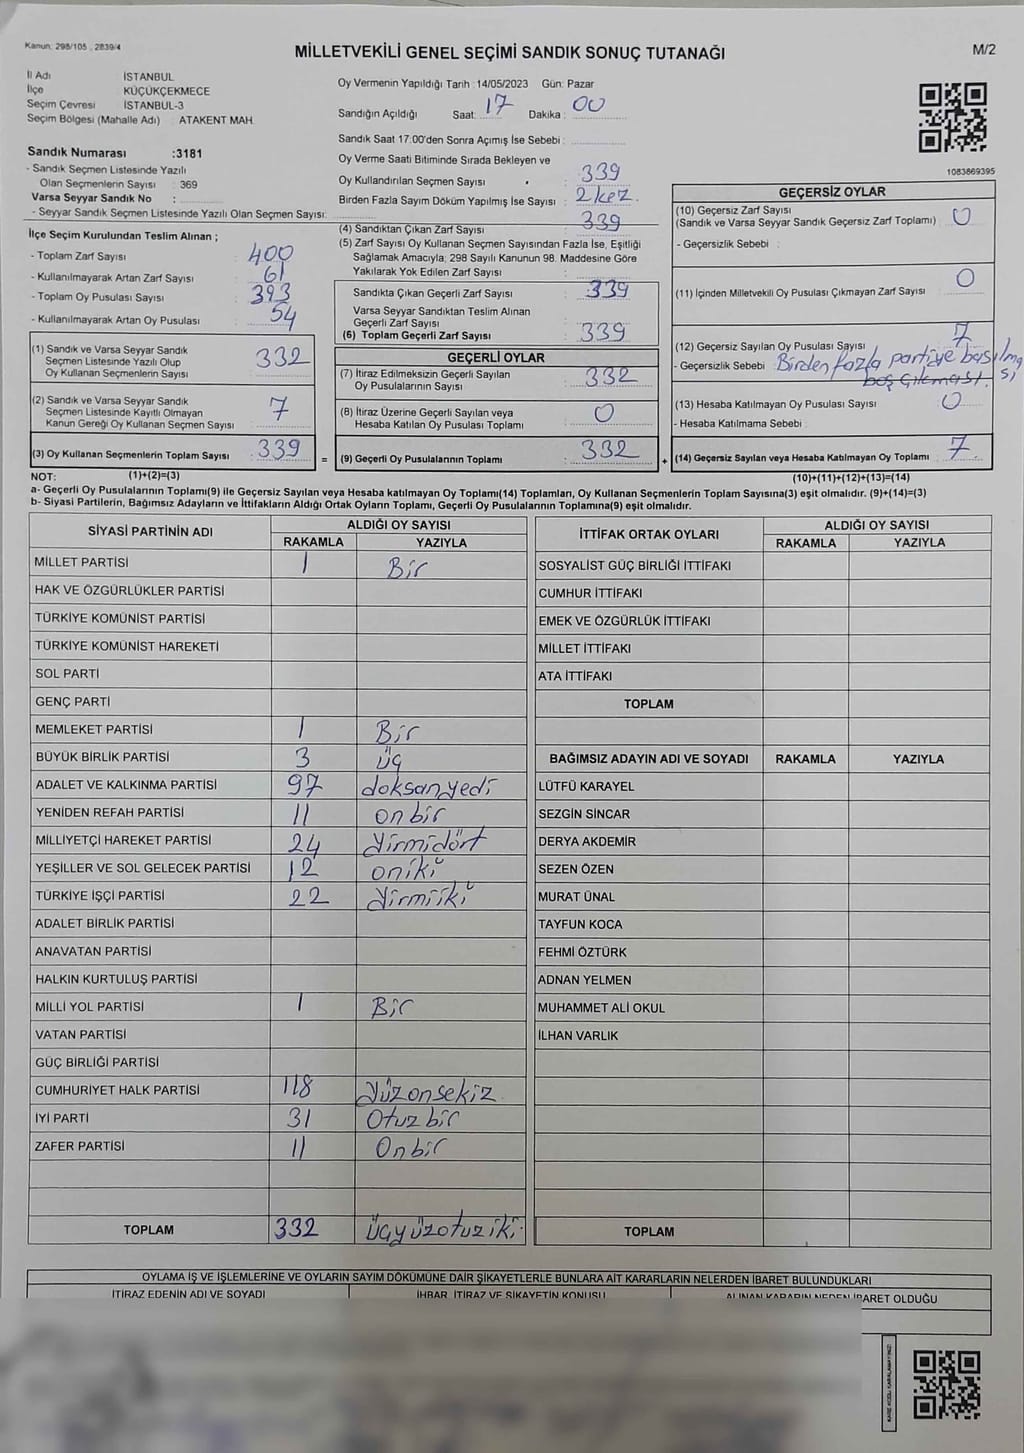 Kanun: 298/105 , 2839/4
MİLLETVEKİLİ GENEL SEÇİMİ SANDIK SONUÇ TUTANAĞI
M/2
İl Adı İSTANBUL
İlçe KÜÇÜKÇEKMECE
Seçim Çevresi İSTANBUL-3
Seçim Bölgesi (Mahalle Adı) : ATAKENT MAH.
Sandık Numarası :3181
- Sandık Seçmen Listesinde Yazılı
Olan Seçmenlerin Sayısı : 369
Varsa Seyyar Sandık No :
- Seyyar Sandık Seçmen Listesinde Yazılı Olan Seçmen Sayısı:
İlçe Seçim Kurulundan Teslim Alınan ;
- Toplam Zarf Sayısı : 400
- Kullanılmayarak Artan Zarf Sayısı : 61
- Toplam Oy Pusulası Sayısı : 393
- Kullanılmayarak Artan Oy Pusulası : 54
(1) Sandık ve Varsa Seyyar Sandık
Seçmen Listesinde Yazılı Olup
Oy Kullanan Seçmenlerin Sayısı : 332
(2) Sandık ve Varsa Seyyar Sandık
Seçmen Listesinde Kayıtlı Olmayan
Kanun Gereği Oy Kullanan Seçmen Sayısı : 7
(3) Oy Kullanan Seçmenlerin Toplam Sayısı : 339
Oy Vermenin Yapıldığı Tarih : 14/05/2023 Gün: Pazar
Sandığın Açıldığı Saat: 17 Dakika : 00
Sandık Saat 17:00'den Sonra Açımış İse Sebebi :
Oy Verme Saati Bitiminde Sırada Bekleyen ve
Oy Kullandırılan Seçmen Sayısı : 339
Birden Fazla Sayım Döküm Yapılmış İse Sayısı : 2 kez.
(4) Sandıktan Çıkan Zarf Sayısı : 339
(5) Zarf Sayısı Oy Kullanan Seçmen Sayısından Fazla İse, Eşitliği
Sağlamak Amacıyla; 298 Sayılı Kanunun 98. Maddesine Göre
Yakılarak Yok Edilen Zarf Sayısı :
Sandıkta Çıkan Geçerli Zarf Sayısı : 339
Varsa Seyyar Sandıktan Teslim Alınan
Geçerli Zarf Sayısı :
(6) Toplam Geçerli Zarf Sayısı : 339
GEÇERLİ OYLAR
(7) İtiraz Edilmeksizin Geçerli Sayılan
Oy Pusulalarının Sayısı : 332
(8) İtiraz Üzerine Geçerli Sayılan veya
Hesaba Katılan Oy Pusulası Toplamı : 0
= (9) Geçerli Oy Pusulalarının Toplamı : 332
1083869395
GEÇERSİZ OYLAR
(10) Geçersiz Zarf Sayısı
(Sandık ve Varsa Seyyar Sandık Geçersiz Zarf Toplamı) : 0
- Geçersizlik Sebebi :
(11) İçinden Milletvekili Oy Pusulası Çıkmayan Zarf Sayısı : 0
(12) Geçersiz Sayılan Oy Pusulası Sayısı : 7
- Geçersizlik Sebebi Birden fazla partiye basılma
boş çıkması. sı
(13) Hesaba Katılmayan Oy Pusulası Sayısı : 0
- Hesaba Katılmama Sebebi :
+ (14) Geçersiz Sayılan veya Hesaba Katılmayan Oy Toplamı : 7
NOT: (1)+(2)=(3) (10)+(11)+(12)+(13)=(14)
a- Geçerli Oy Pusulalarının Toplamı(9) ile Geçersiz Sayılan veya Hesaba katılmayan Oy Toplamı(14) Toplamları, Oy Kullanan Seçmenlerin Toplam Sayısına(3) eşit olmalıdır. (9)+(14)=(3)
b- Siyasi Partilerin, Bağımsız Adayların ve İttifakların Aldığı Ortak Oyların Toplamı, Geçerli Oy Pusulalarının Toplamına(9) eşit olmalıdır.
SİYASİ PARTİNİN ADI ALDIĞI OY SAYISI
RAKAMLA YAZIYLA
MİLLET PARTİSİ 1 Bir
HAK VE ÖZGÜRLÜKLER PARTİSİ
TÜRKİYE KOMÜNİST PARTİSİ
TÜRKİYE KOMÜNİST HAREKETİ
SOL PARTİ
GENÇ PARTİ
MEMLEKET PARTİSİ 1 Bir
BÜYÜK BİRLİK PARTİSİ 3 üç
ADALET VE KALKINMA PARTİSİ 97 doksanyedi
YENİDEN REFAH PARTİSİ 11 onbir
MİLLİYETÇİ HAREKET PARTİSİ 24 Yirmidört
YEŞİLLER VE SOL GELECEK PARTİSİ 12 oniki
TÜRKİYE İŞÇİ PARTİSİ 22 Yirmiiki
ADALET BİRLİK PARTİSİ
ANAVATAN PARTİSİ
HALKIN KURTULUŞ PARTİSİ
MİLLİ YOL PARTİSİ 1 Bir
VATAN PARTİSİ
GÜÇ BİRLİĞİ PARTİSİ
CUMHURİYET HALK PARTİSİ 118 Yüzonsekiz
İYİ PARTİ 31 Otuzbir
ZAFER PARTİSİ 11 Onbir
TOPLAM 332 Üçyüzotuziki
İTTİFAK ORTAK OYLARI ALDIĞI OY SAYISI
RAKAMLA YAZIYLA
SOSYALİST GÜÇ BİRLİĞİ İTTİFAKI
CUMHUR İTTİFAKI
EMEK VE ÖZGÜRLÜK İTTİFAKI
MİLLET İTTİFAKI
ATA İTTİFAKI
TOPLAM
BAĞIMSIZ ADAYIN ADI VE SOYADI RAKAMLA YAZIYLA
LÜTFÜ KARAYEL
SEZGİN SİNCAR
DERYA AKDEMİR
SEZEN ÖZEN
MURAT ÜNAL
TAYFUN KOCA
FEHMİ ÖZTÜRK
ADNAN YELMEN
MUHAMMET ALİ OKUL
İLHAN VARLIK
TOPLAM
OYLAMA İŞ VE İŞLEMLERİNE VE OYLARIN SAYIM DÖKÜMÜNE DAİR ŞİKAYETLERLE BUNLARA AİT KARARLARIN NELERDEN İBARET BULUNDUKLARI
İTİRAZ EDENİN ADI VE SOYADI İHBAR, İTİRAZ VE ŞİKAYETİN KONUSU ALINAN KARARIN NEDEN İBARET OLDUĞU
KARE KODU KARALAMAYINIZ!